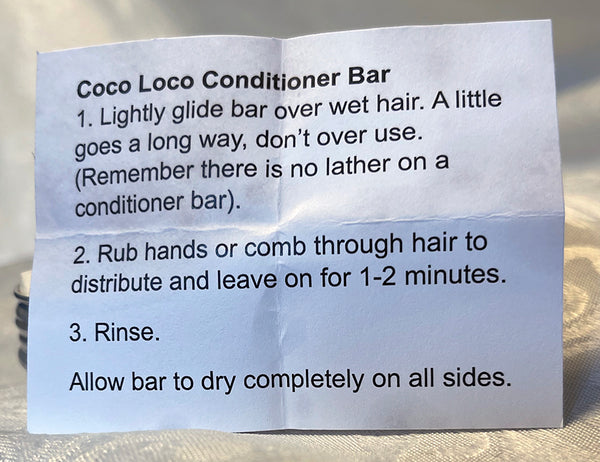 Coco Loco Conditioner Bar
1. Lightly glide bar over wet hair. A little
goes a long way, don’t over use.
(Remember there is no lather on a
conditioner bar).
2. Rub hands or comb through hair to
distribute and leave on for 1-2 minutes.
3. Rinse.
Allow bar to dry completely on all sides.